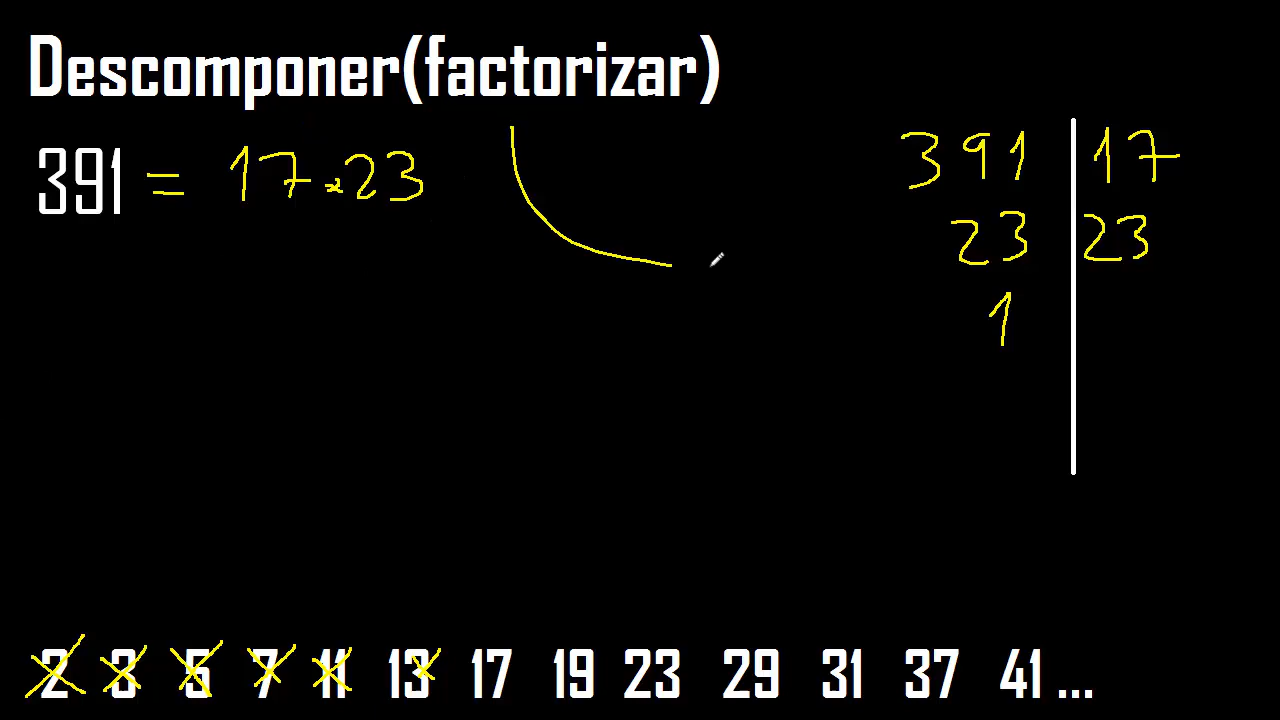 Descomponer(factorizar)
391 = 17 x 23
391 | 17
23 | 23
1
2 3 5 7 11 13 17 19 23 29 31 37 41 ...